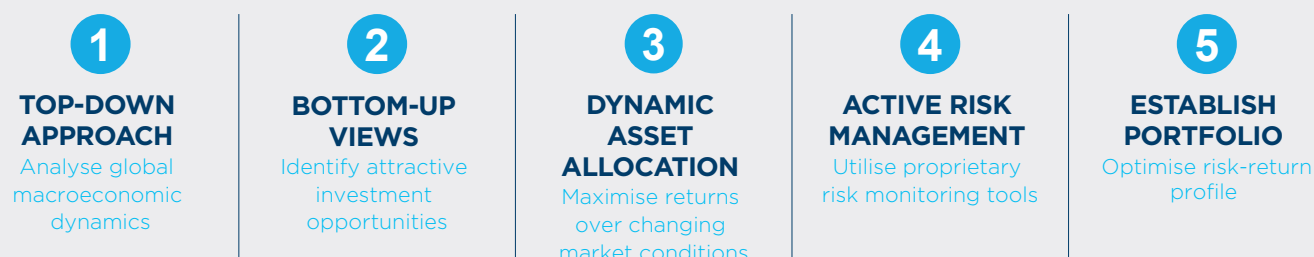 1
TOP-DOWN
APPROACH
Analyse global
macroeconomic
dynamics
2
BOTTOM-UP
VIEWS
Identify attractive
investment
opportunities
3
DYNAMIC
ASSET
ALLOCATION
Maximise returns
over changing
market conditions
4
ACTIVE RISK
MANAGEMENT
Utilise proprietary
risk monitoring tools
5
ESTABLISH
PORTFOLIO
Optimise risk-return
profile